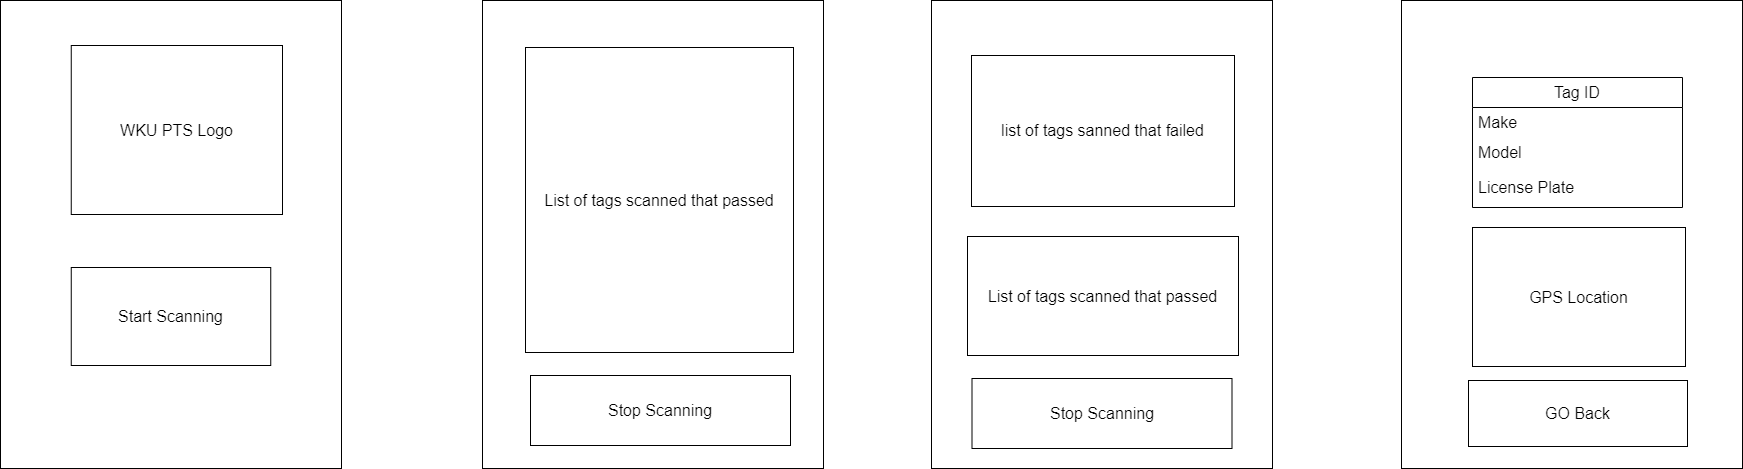 WKU PTS Logo
Start Scanning
List of tags scanned that passed
Stop Scanning
list of tags sanned that failed
List of tags scanned that passed
Stop Scanning
Tag ID
Make
Model
License Plate
GPS Location
GO Back